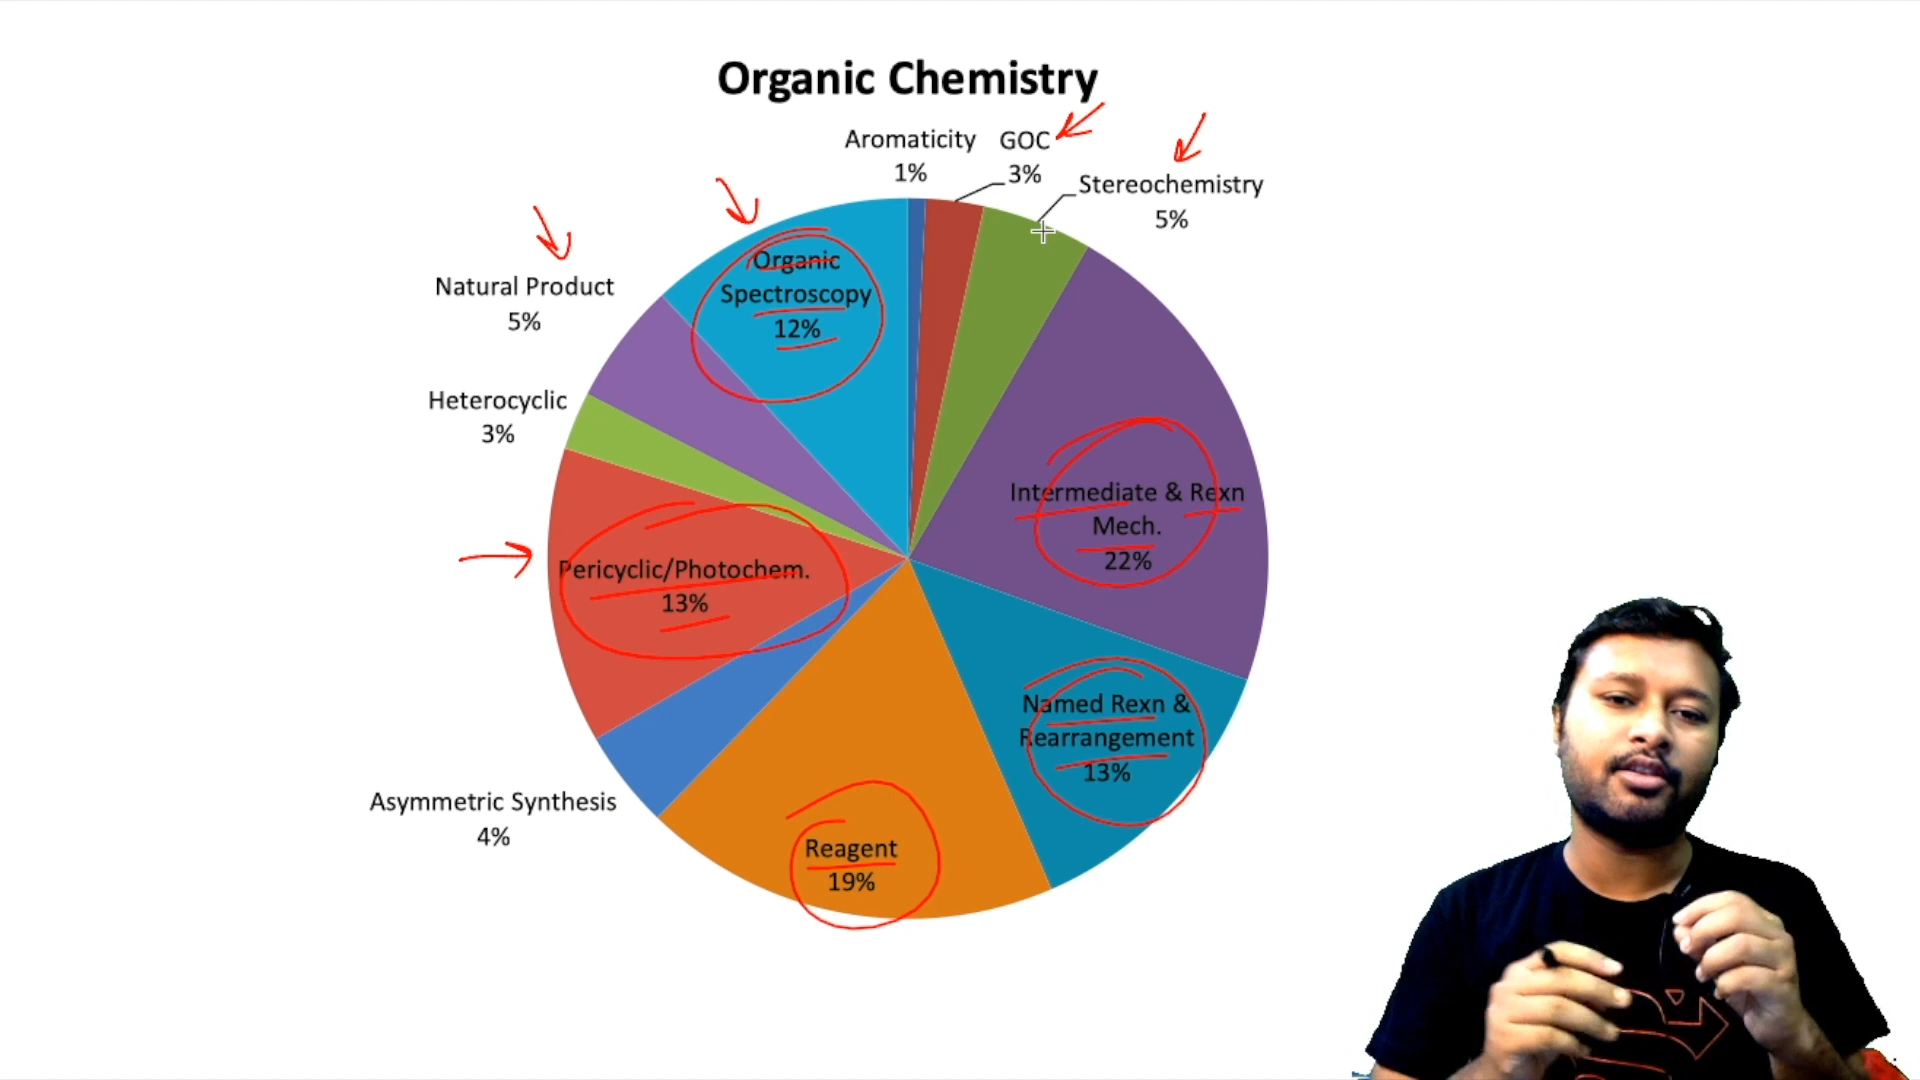 Organic Chemistry
Aromaticity
1%
GOC
3%
Stereochemistry
5%
Organic
Spectroscopy
12%
Natural Product
5%
Heterocyclic
3%
Intermediate & Rexn
Mech.
22%
Pericyclic/Photochem.
13%
Named Rexn &
Rearrangement
13%
Asymmetric Synthesis
4%
Reagent
19%